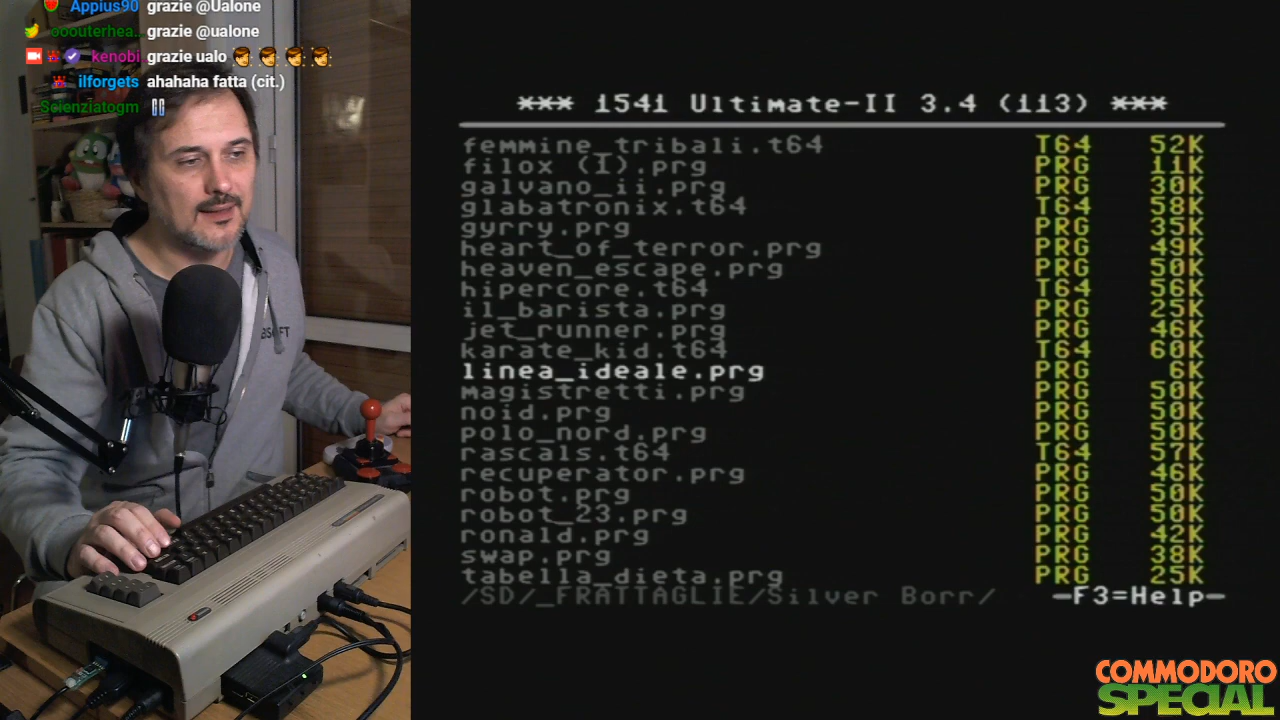 Appius90 grazie @Ualone
ooouterhea.. grazie @ualone
kenobi grazie ualo
ilforgets ahahaha fatta (cit.)
Scienziatogm
*** 1541 Ultimate-II 3.4 (113) ***
femmine_tribali.t64 T64 52K
filox (I).prg PRG 11K
galvano_ii.prg PRG 30K
glabatronix.t64 T64 58K
gyrry.prg PRG 35K
heart_of_terror.prg PRG 49K
heaven_escape.prg PRG 50K
hipercore.t64 T64 56K
il_barista.prg PRG 25K
jet_runner.prg PRG 46K
karate_kid.t64 T64 60K
linea_ideale.prg PRG 6K
magistretti.prg PRG 50K
noid.prg PRG 50K
polo_nord.prg PRG 50K
rascals.t64 T64 57K
recuperator.prg PRG 46K
robot.prg PRG 50K
robot_23.prg PRG 50K
ronald.prg PRG 42K
swap.prg PRG 38K
tabella_dieta.prg PRG 25K
/SD/_FRATTAGLIE/Silver Borr/ F3=Help
COMMODORO
SPECIAL